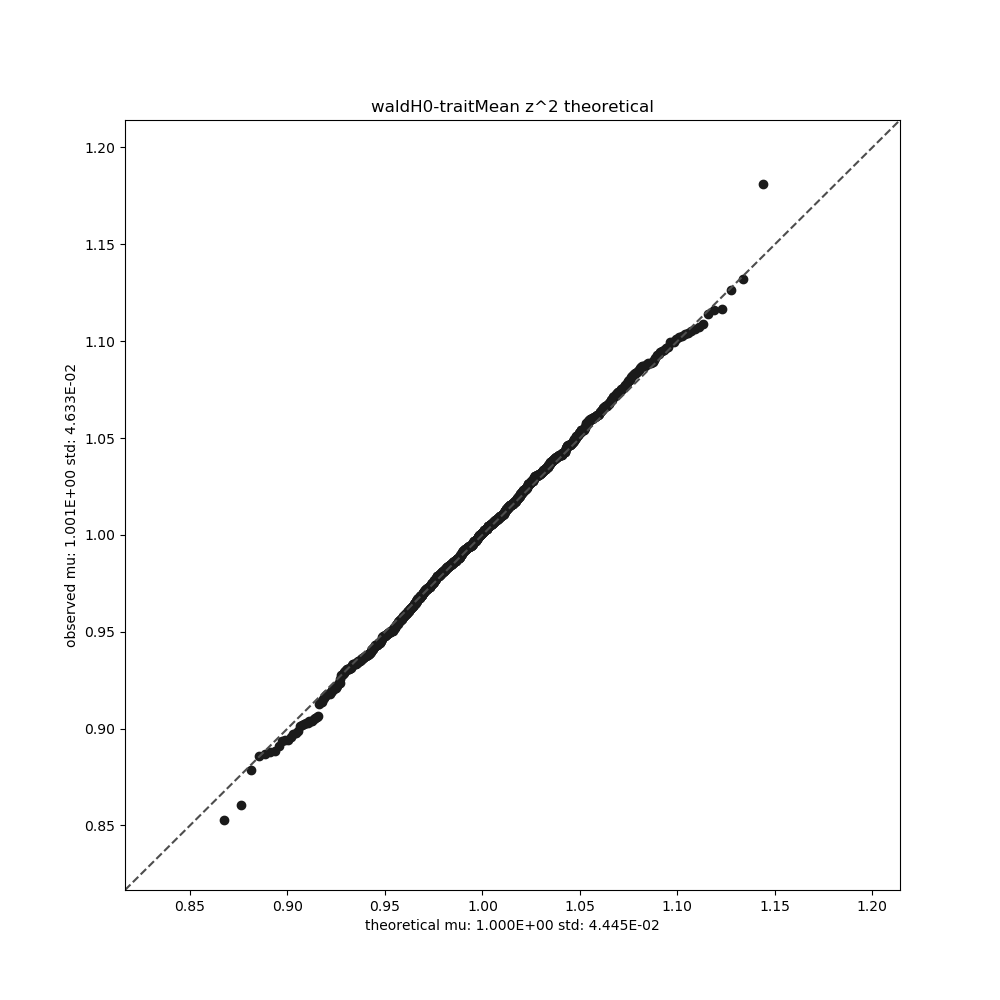 waldH0-traitMean z^2 theoretical
1.20
1.15
1.10
1.05
1.00
0.95
0.90
0.85
observed mu: 1.001E+00 std: 4.633E-02
0.85 0.90 0.95 1.00 1.05 1.10 1.15 1.20
theoretical mu: 1.000E+00 std: 4.445E-02